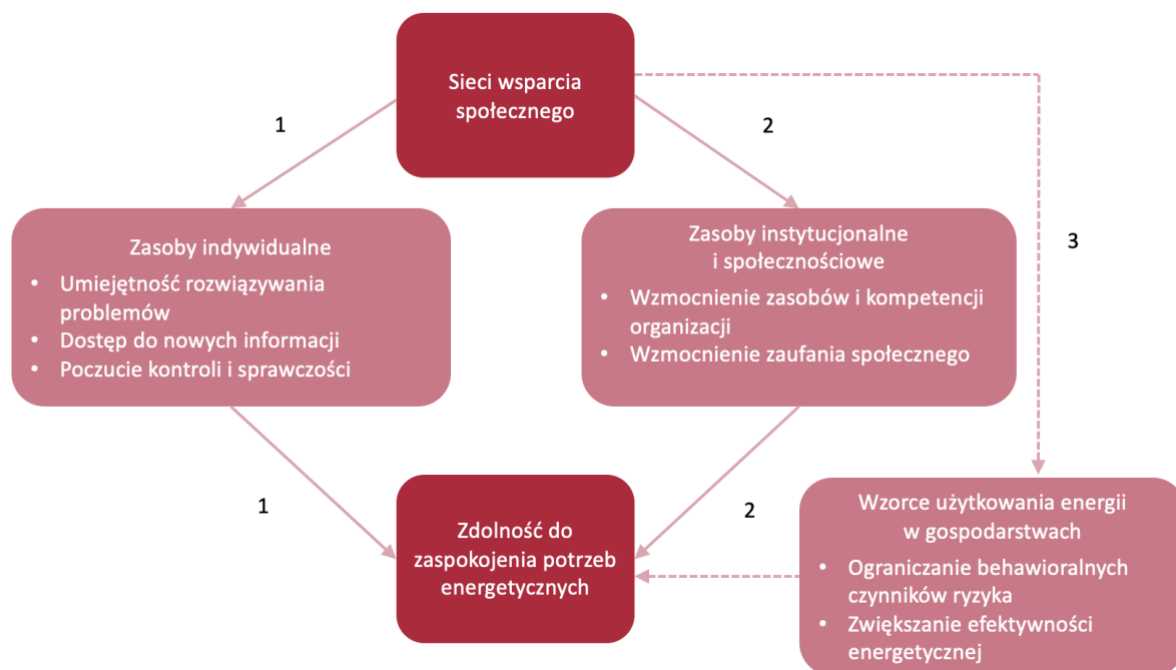 Sieci wsparcia
społecznego
1
2
3
Zasoby indywidualne
• Umiejętność rozwiązywania
problemów
• Dostęp do nowych informacji
• Poczucie kontroli i sprawczości
Zasoby instytucjonalne
i społecznościowe
• Wzmocnienie zasobów i kompetencji
organizacji
• Wzmocnienie zaufania społecznego
1
2
Zdolność do
zaspokojenia potrzeb
energetycznych
Wzorce użytkowania energii
w gospodarstwach
• Ograniczanie behawioralnych
czynników ryzyka
• Zwiększanie efektywności
energetycznej